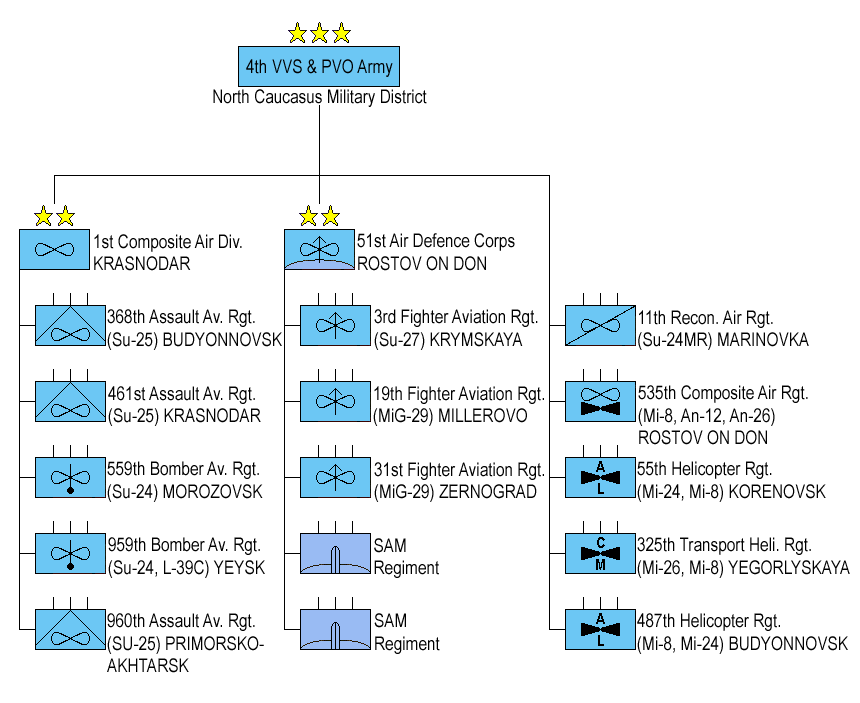 4th VVS & PVO Army
North Caucasus Military District
1st Composite Air Div.
KRASNODAR
368th Assault Av. Rgt.
(Su-25) BUDYONNOVSK
461st Assault Av. Rgt.
(Su-25) KRASNODAR
559th Bomber Av. Rgt.
(Su-24) MOROZOVSK
959th Bomber Av. Rgt.
(Su-24, L-39C) YEYSK
960th Assault Av. Rgt.
(SU-25) PRIMORSKO-
AKHTARSK
51st Air Defence Corps
ROSTOV ON DON
3rd Fighter Aviation Rgt.
(Su-27) KRYMSKAYA
19th Fighter Aviation Rgt.
(MiG-29) MILLEROVO
31st Fighter Aviation Rgt.
(MiG-29) ZERNOGRAD
SAM
Regiment
SAM
Regiment
11th Recon. Air Rgt.
(Su-24MR) MARINOVKA
535th Composite Air Rgt.
(Mi-8, An-12, An-26)
ROSTOV ON DON
A
L
55th Helicopter Rgt.
(Mi-24, Mi-8) KORENOVSK
C
M
325th Transport Heli. Rgt.
(Mi-26, Mi-8) YEGORLYSKAYA
A
L
487th Helicopter Rgt.
(Mi-8, Mi-24) BUDYONNOVSK